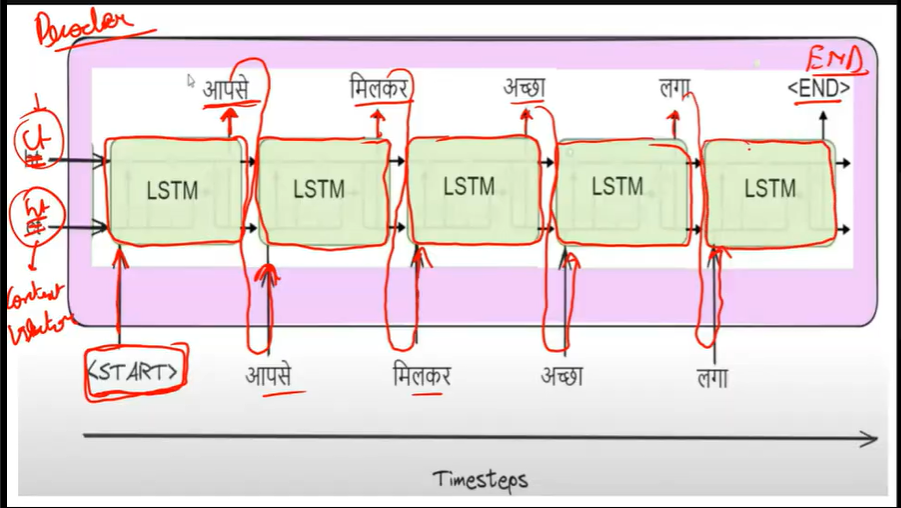 Decoder
END
आपसे मिलकर अच्छा लगा <END>
Ct
LSTM LSTM LSTM LSTM LSTM
ht
Context
Vector
<START> आपसे मिलकर अच्छा लगा
Timesteps